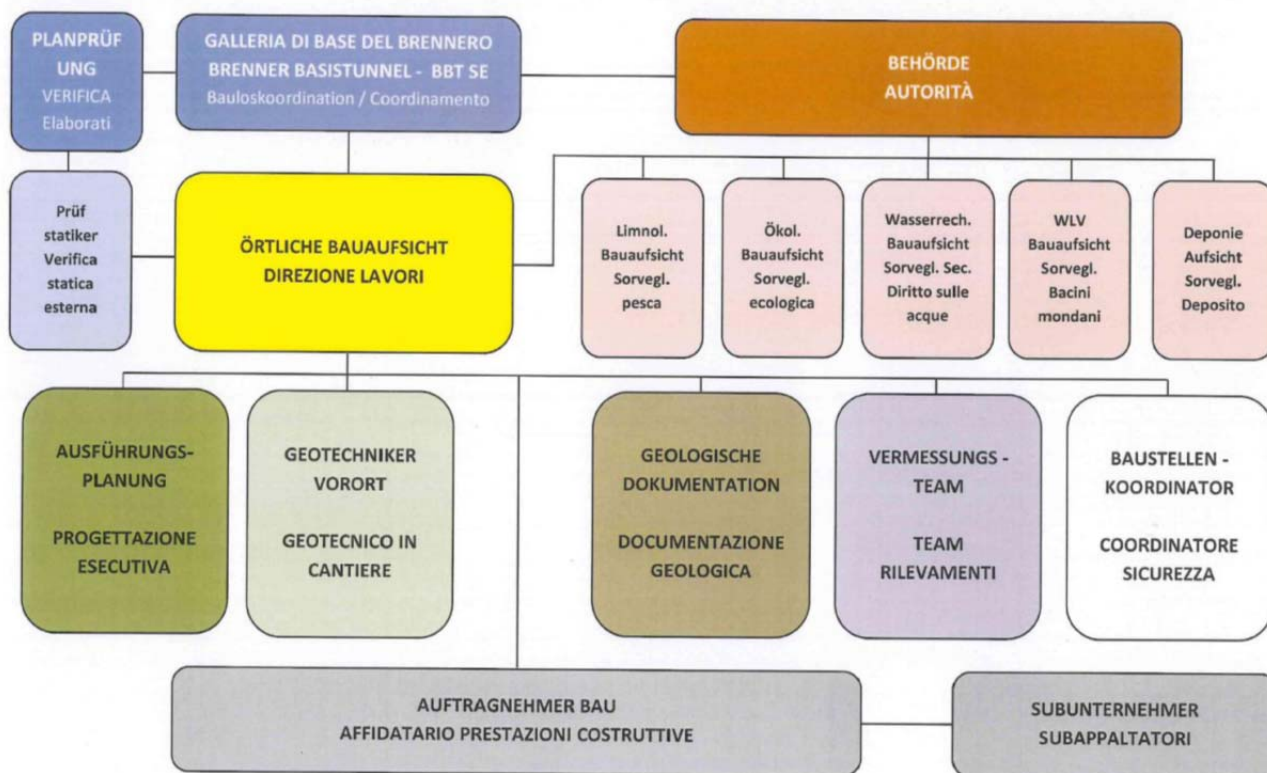 PLANPRÜF
UNG
VERIFICA
Elaborati
GALLERIA DI BASE DEL BRENNERO
BRENNER BASISTUNNEL - BBT SE
Bauloskoordination / Coordinamento
BEHÖRDE
AUTORITÀ
Prüf
statiker
Verifica
statica
esterna
ÖRTLICHE BAUAUFSICHT
DIREZIONE LAVORI
Limnol.
Bauaufsicht
Sorvegl.
pesca
Ökol.
Bauaufsicht
Sorvegl.
ecologica
Wasserrech.
Bauaufsicht
Sorvegl. Sec.
Diritto sulle
acque
WLV
Bauaufsicht
Sorvegl.
Bacini
mondani
Deponie
Aufsicht
Sorvegl.
Deposito
AUSFÜHRUNGS-
PLANUNG
PROGETTAZIONE
ESECUTIVA
GEOTECHNIKER
VORORT
GEOTECNICO IN
CANTIERE
GEOLOGISCHE
DOKUMENTATION
DOCUMENTAZIONE
GEOLOGICA
VERMESSUNGS -
TEAM
TEAM
RILEVAMENTI
BAUSTELLEN -
KOORDINATOR
COORDINATORE
SICUREZZA
AUFTRAGNEHMER BAU
AFFIDATARIO PRESTAZIONI COSTRUTTIVE
SUBUNTERNEHMER
SUBAPPALTATORI